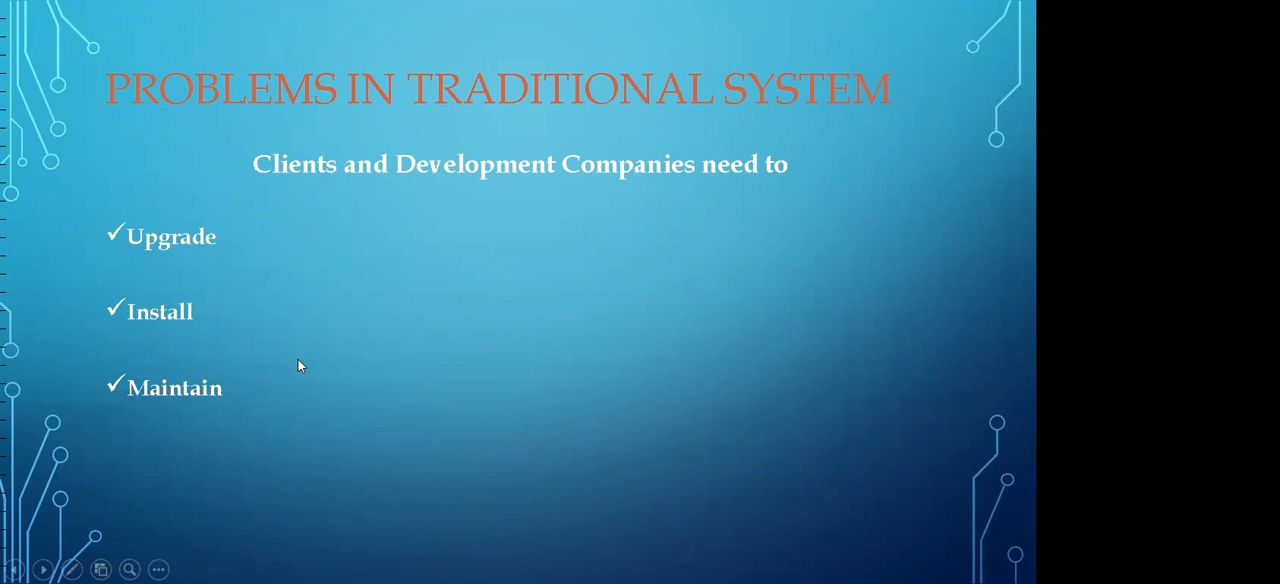 PROBLEMS IN TRADITIONAL SYSTEM
Clients and Development Companies need to
✓Upgrade
✓Install
✓Maintain